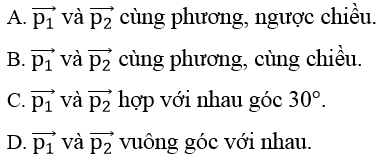 A. $\overrightarrow{p_1}$ và $\overrightarrow{p_2}$ cùng phương, ngược chiều.
B. $\overrightarrow{p_1}$ và $\overrightarrow{p_2}$ cùng phương, cùng chiều.
C. $\overrightarrow{p_1}$ và $\overrightarrow{p_2}$ hợp với nhau góc 30°.
D. $\overrightarrow{p_1}$ và $\overrightarrow{p_2}$ vuông góc với nhau.